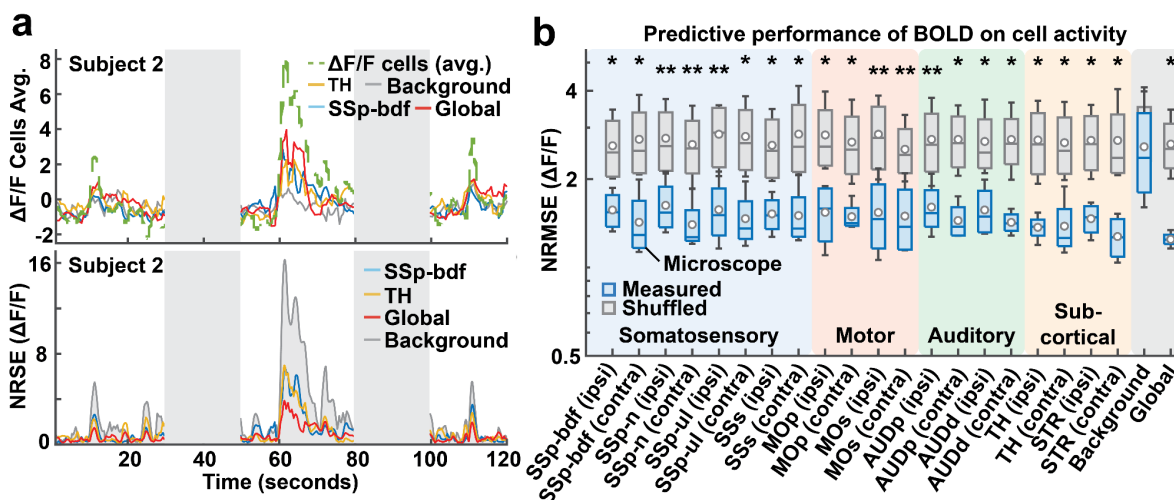 a
Subject 2
ΔF/F cells (avg.)
TH
Background
SSp-bdf
Global
ΔF/F Cells Avg.
8
6
4
2
0
-2
Subject 2
SSp-bdf
TH
Global
Background
NRSE (ΔF/F)
16
8
0
20
40
60
80
100
120
Time (seconds)
b
Predictive performance of BOLD on cell activity
* * ** ** ** * * * * * ** ** ** * * * * * * * *
NRMSE (ΔF/F)
4
2
0.5
Microscope
Measured
Shuffled
Somatosensory
Motor
Auditory
Sub-
cortical
SSp-bdf (ipsi)
SSp-bdf (contra)
SSp-n (ipsi)
SSp-n (contra)
SSp-ul (ipsi)
SSp-ul (contra)
SSs (ipsi)
SSs (contra)
MOp (ipsi)
MOp (contra)
MOs (ipsi)
MOs (contra)
AUDp (ipsi)
AUDp (contra)
AUDd (ipsi)
AUDd (contra)
TH (ipsi)
TH (contra)
STR (ipsi)
STR (contra)
Background
Global